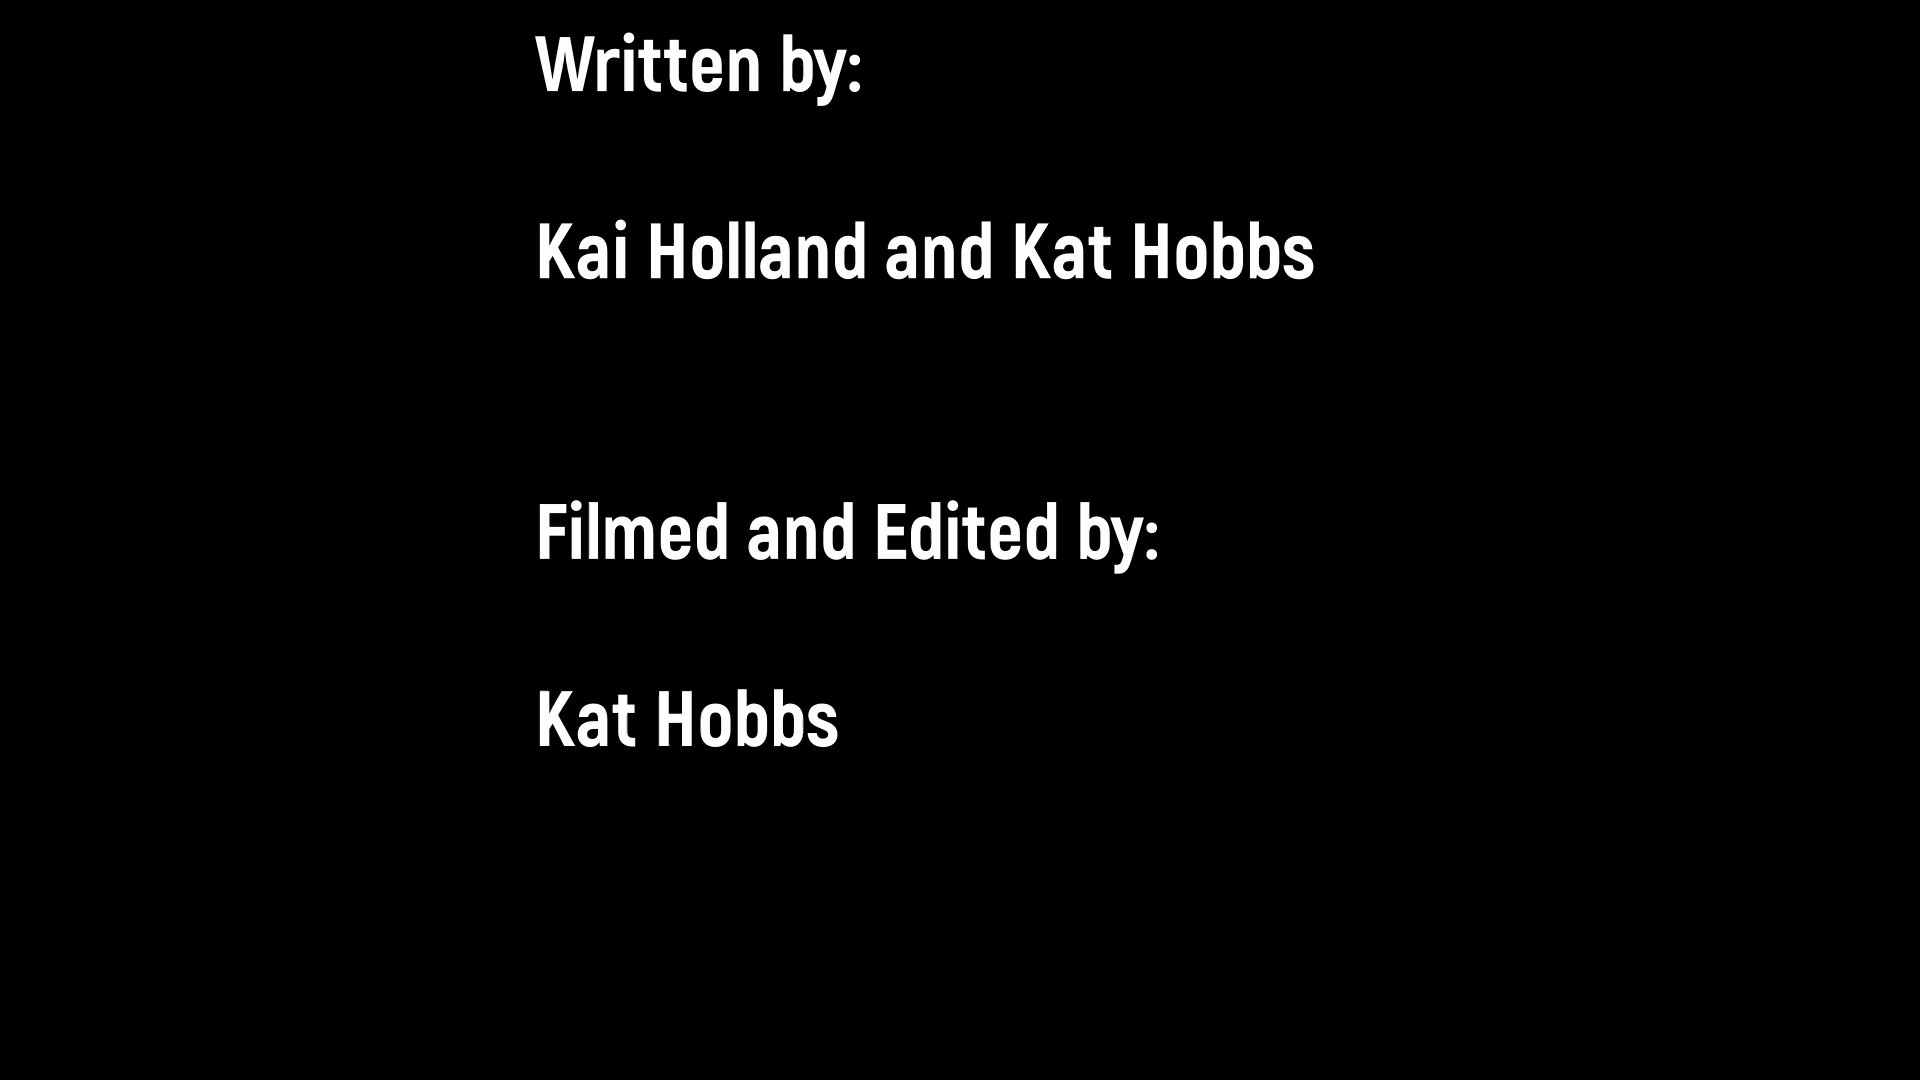 Written by:
Kai Holland and Kat Hobbs
Filmed and Edited by:
Kat Hobbs